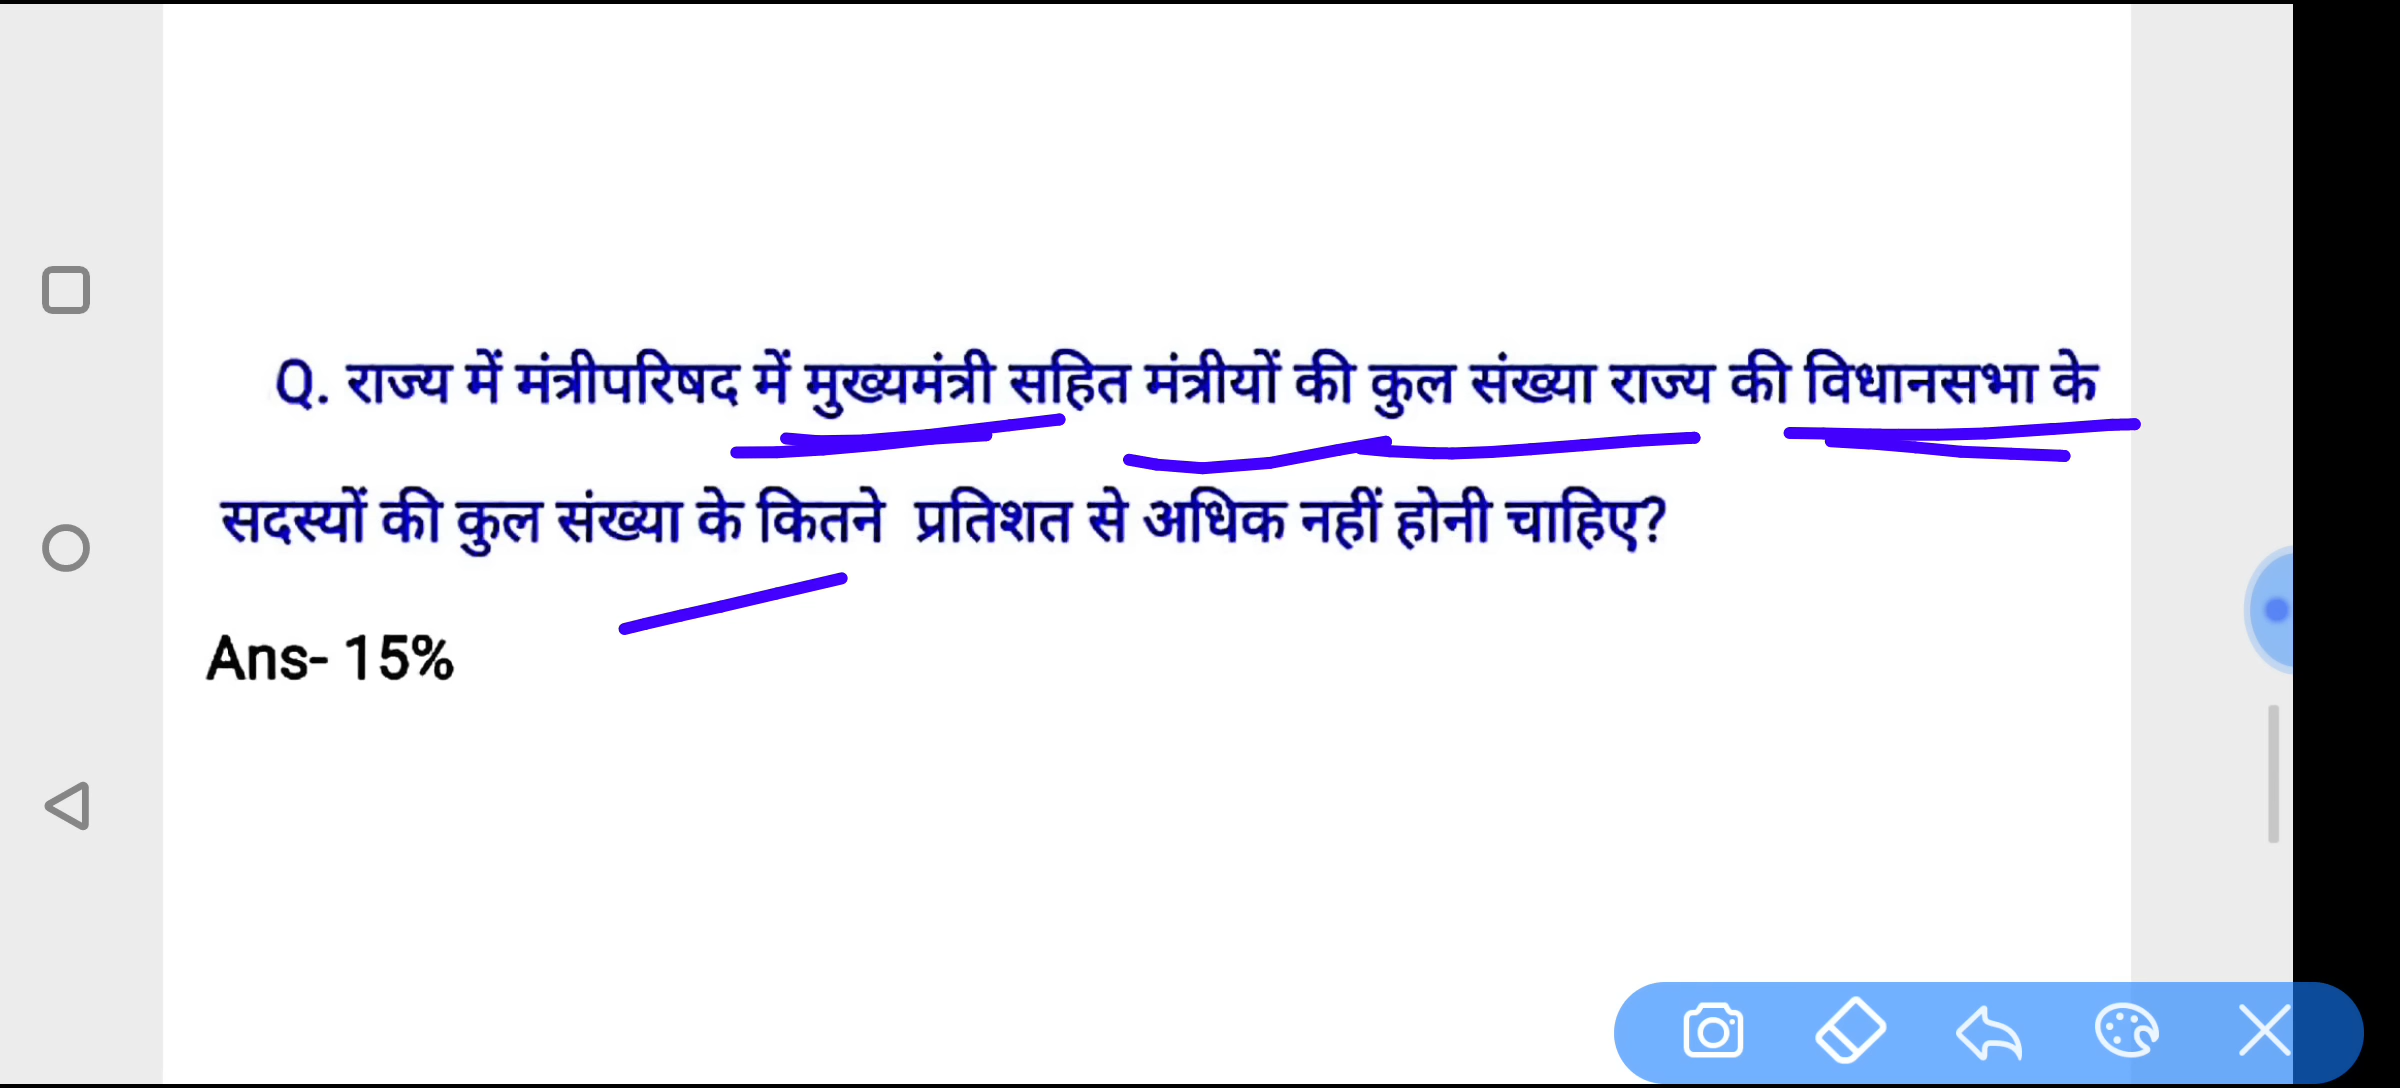 Q. राज्य में मंत्रीपरिषद में मुख्यमंत्री सहित मंत्रीयों की कुल संख्या राज्य की विधानसभा के
सदस्यों की कुल संख्या के कितने प्रतिशत से अधिक नहीं होनी चाहिए?
Ans- 15%